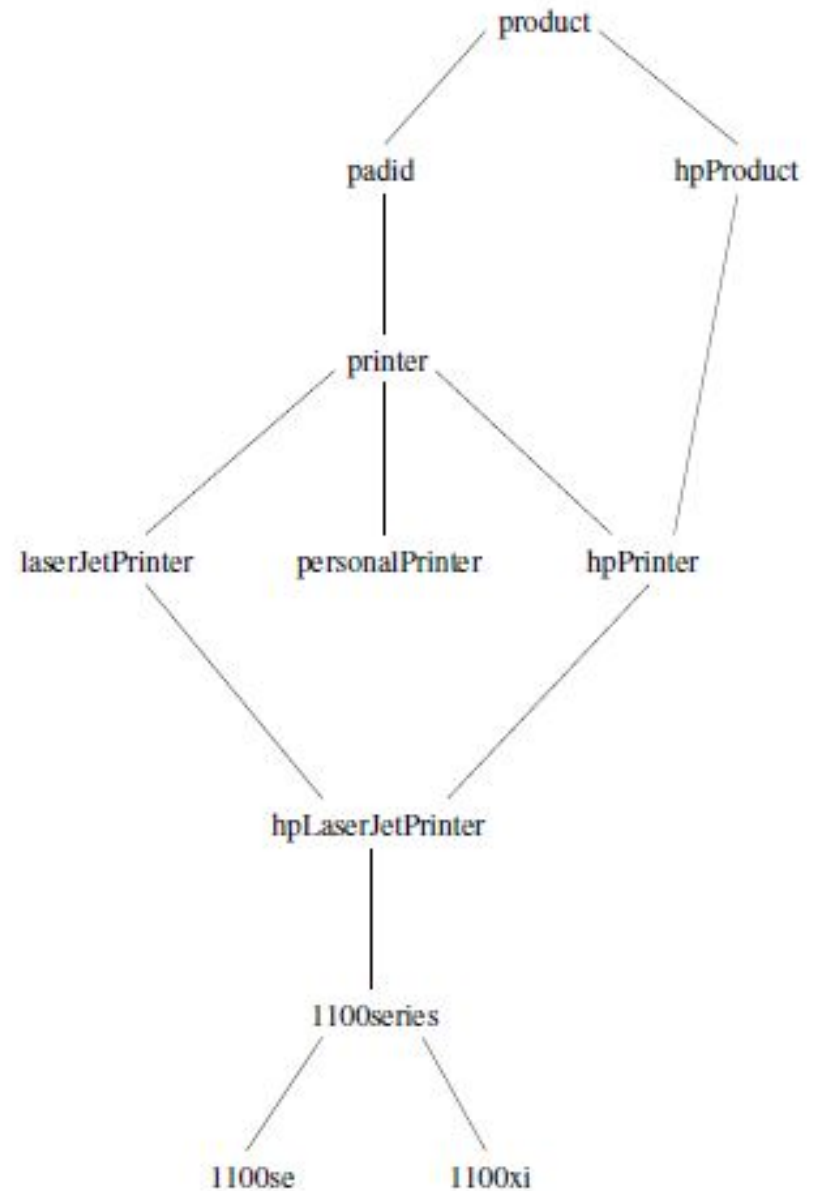 product
padid hpProduct
printer
laserJetPrinter personalPrinter hpPrinter
hpLaserJetPrinter
1100series
1100se 1100xi